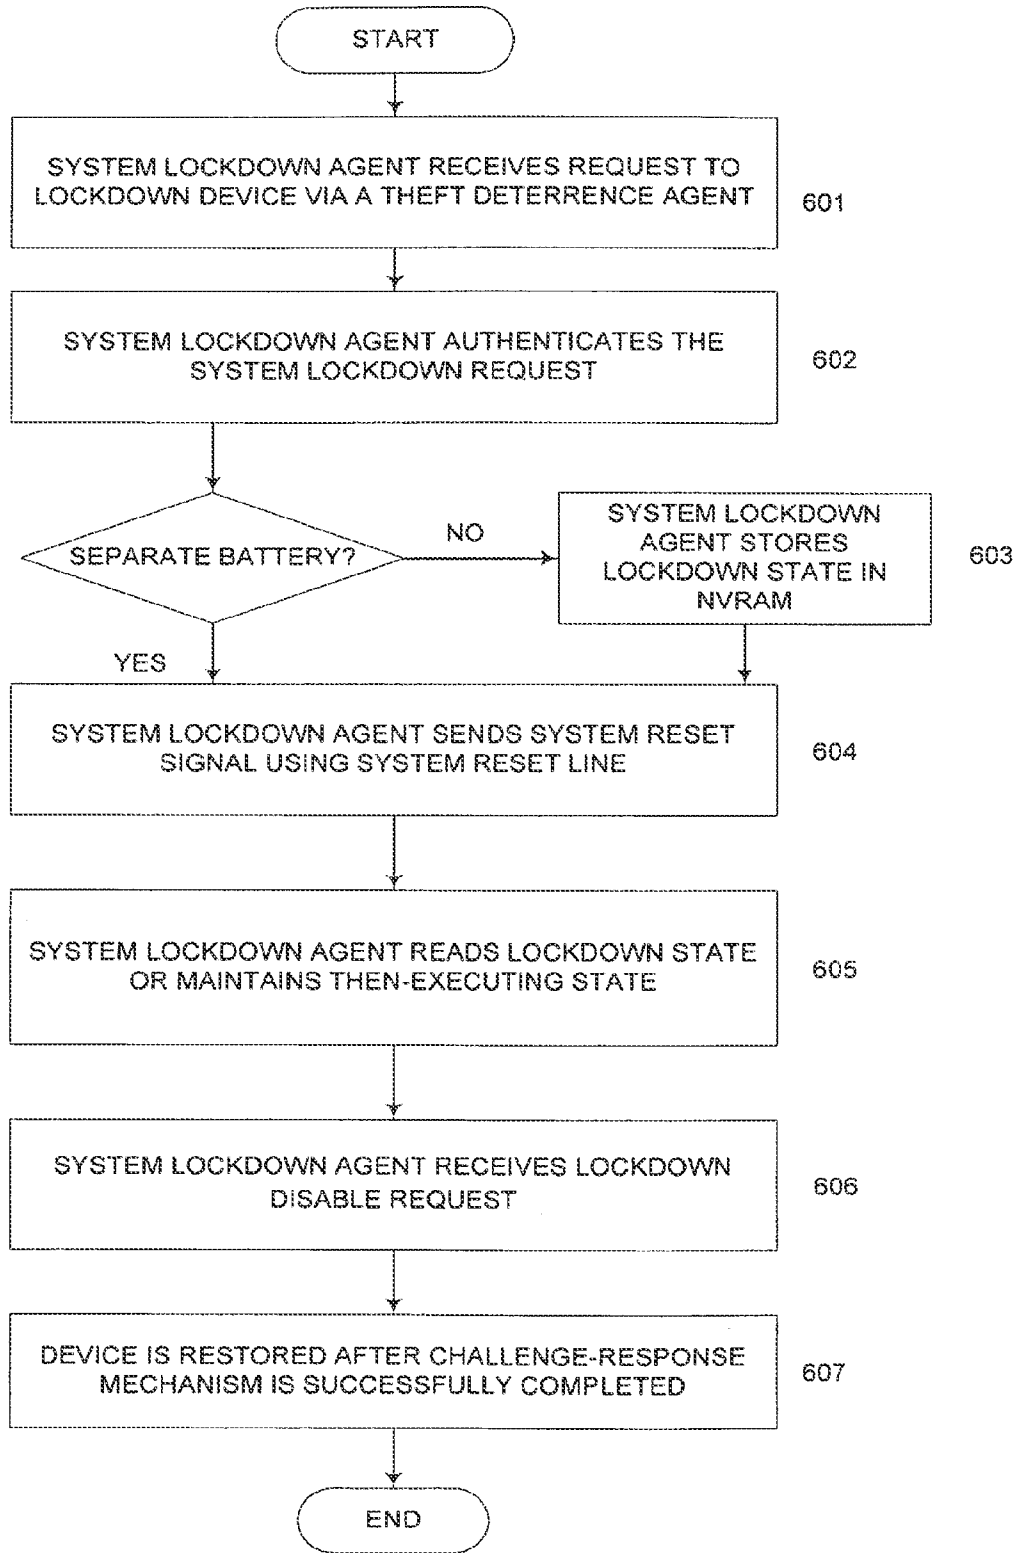 START
SYSTEM LOCKDOWN AGENT RECEIVES REQUEST TO
LOCKDOWN DEVICE VIA A THEFT DETERRENCE AGENT
601
SYSTEM LOCKDOWN AGENT AUTHENTICATES THE
SYSTEM LOCKDOWN REQUEST
602
SEPARATE BATTERY?
NO
SYSTEM LOCKDOWN
AGENT STORES
LOCKDOWN STATE IN
NVRAM
603
YES
SYSTEM LOCKDOWN AGENT SENDS SYSTEM RESET
SIGNAL USING SYSTEM RESET LINE
604
SYSTEM LOCKDOWN AGENT READS LOCKDOWN STATE
OR MAINTAINS THEN-EXECUTING STATE
605
SYSTEM LOCKDOWN AGENT RECEIVES LOCKDOWN
DISABLE REQUEST
606
DEVICE IS RESTORED AFTER CHALLENGE-RESPONSE
MECHANISM IS SUCCESSFULLY COMPLETED
607
END